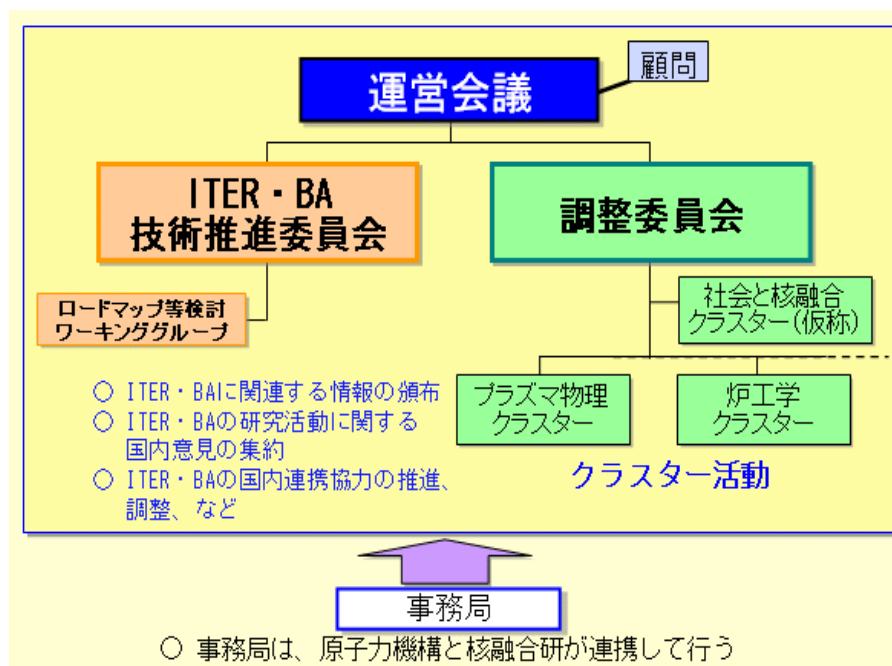 顧問
運営会議
ITER・BA
技術推進委員会
調整委員会
ロードマップ等検討
ワーキンググループ
社会と核融合
クラスター(仮称)
プラズマ物理
クラスター
炉工学
クラスター
クラスター活動
○ ITER・BAに関連する情報の頒布
○ ITER・BAの研究活動に関する
国内意見の集約
○ ITER・BAの国内連携協力の推進、
調整、など
事務局
○ 事務局は、原子力機構と核融合研が連携して行う